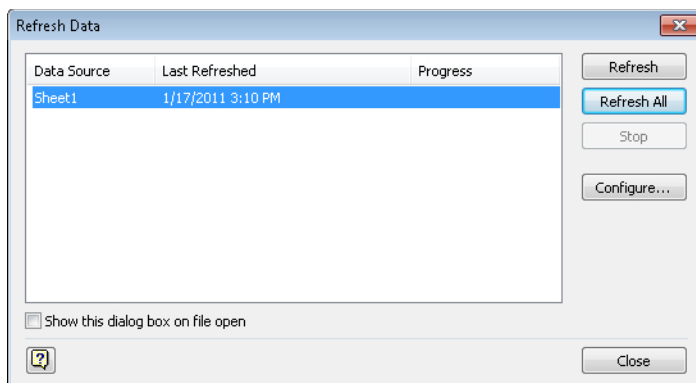 Refresh Data
Data Source Last Refreshed Progress
Sheet1 1/17/2011 3:10 PM
Refresh
Refresh All
Stop
Configure...
Show this dialog box on file open
?
Close